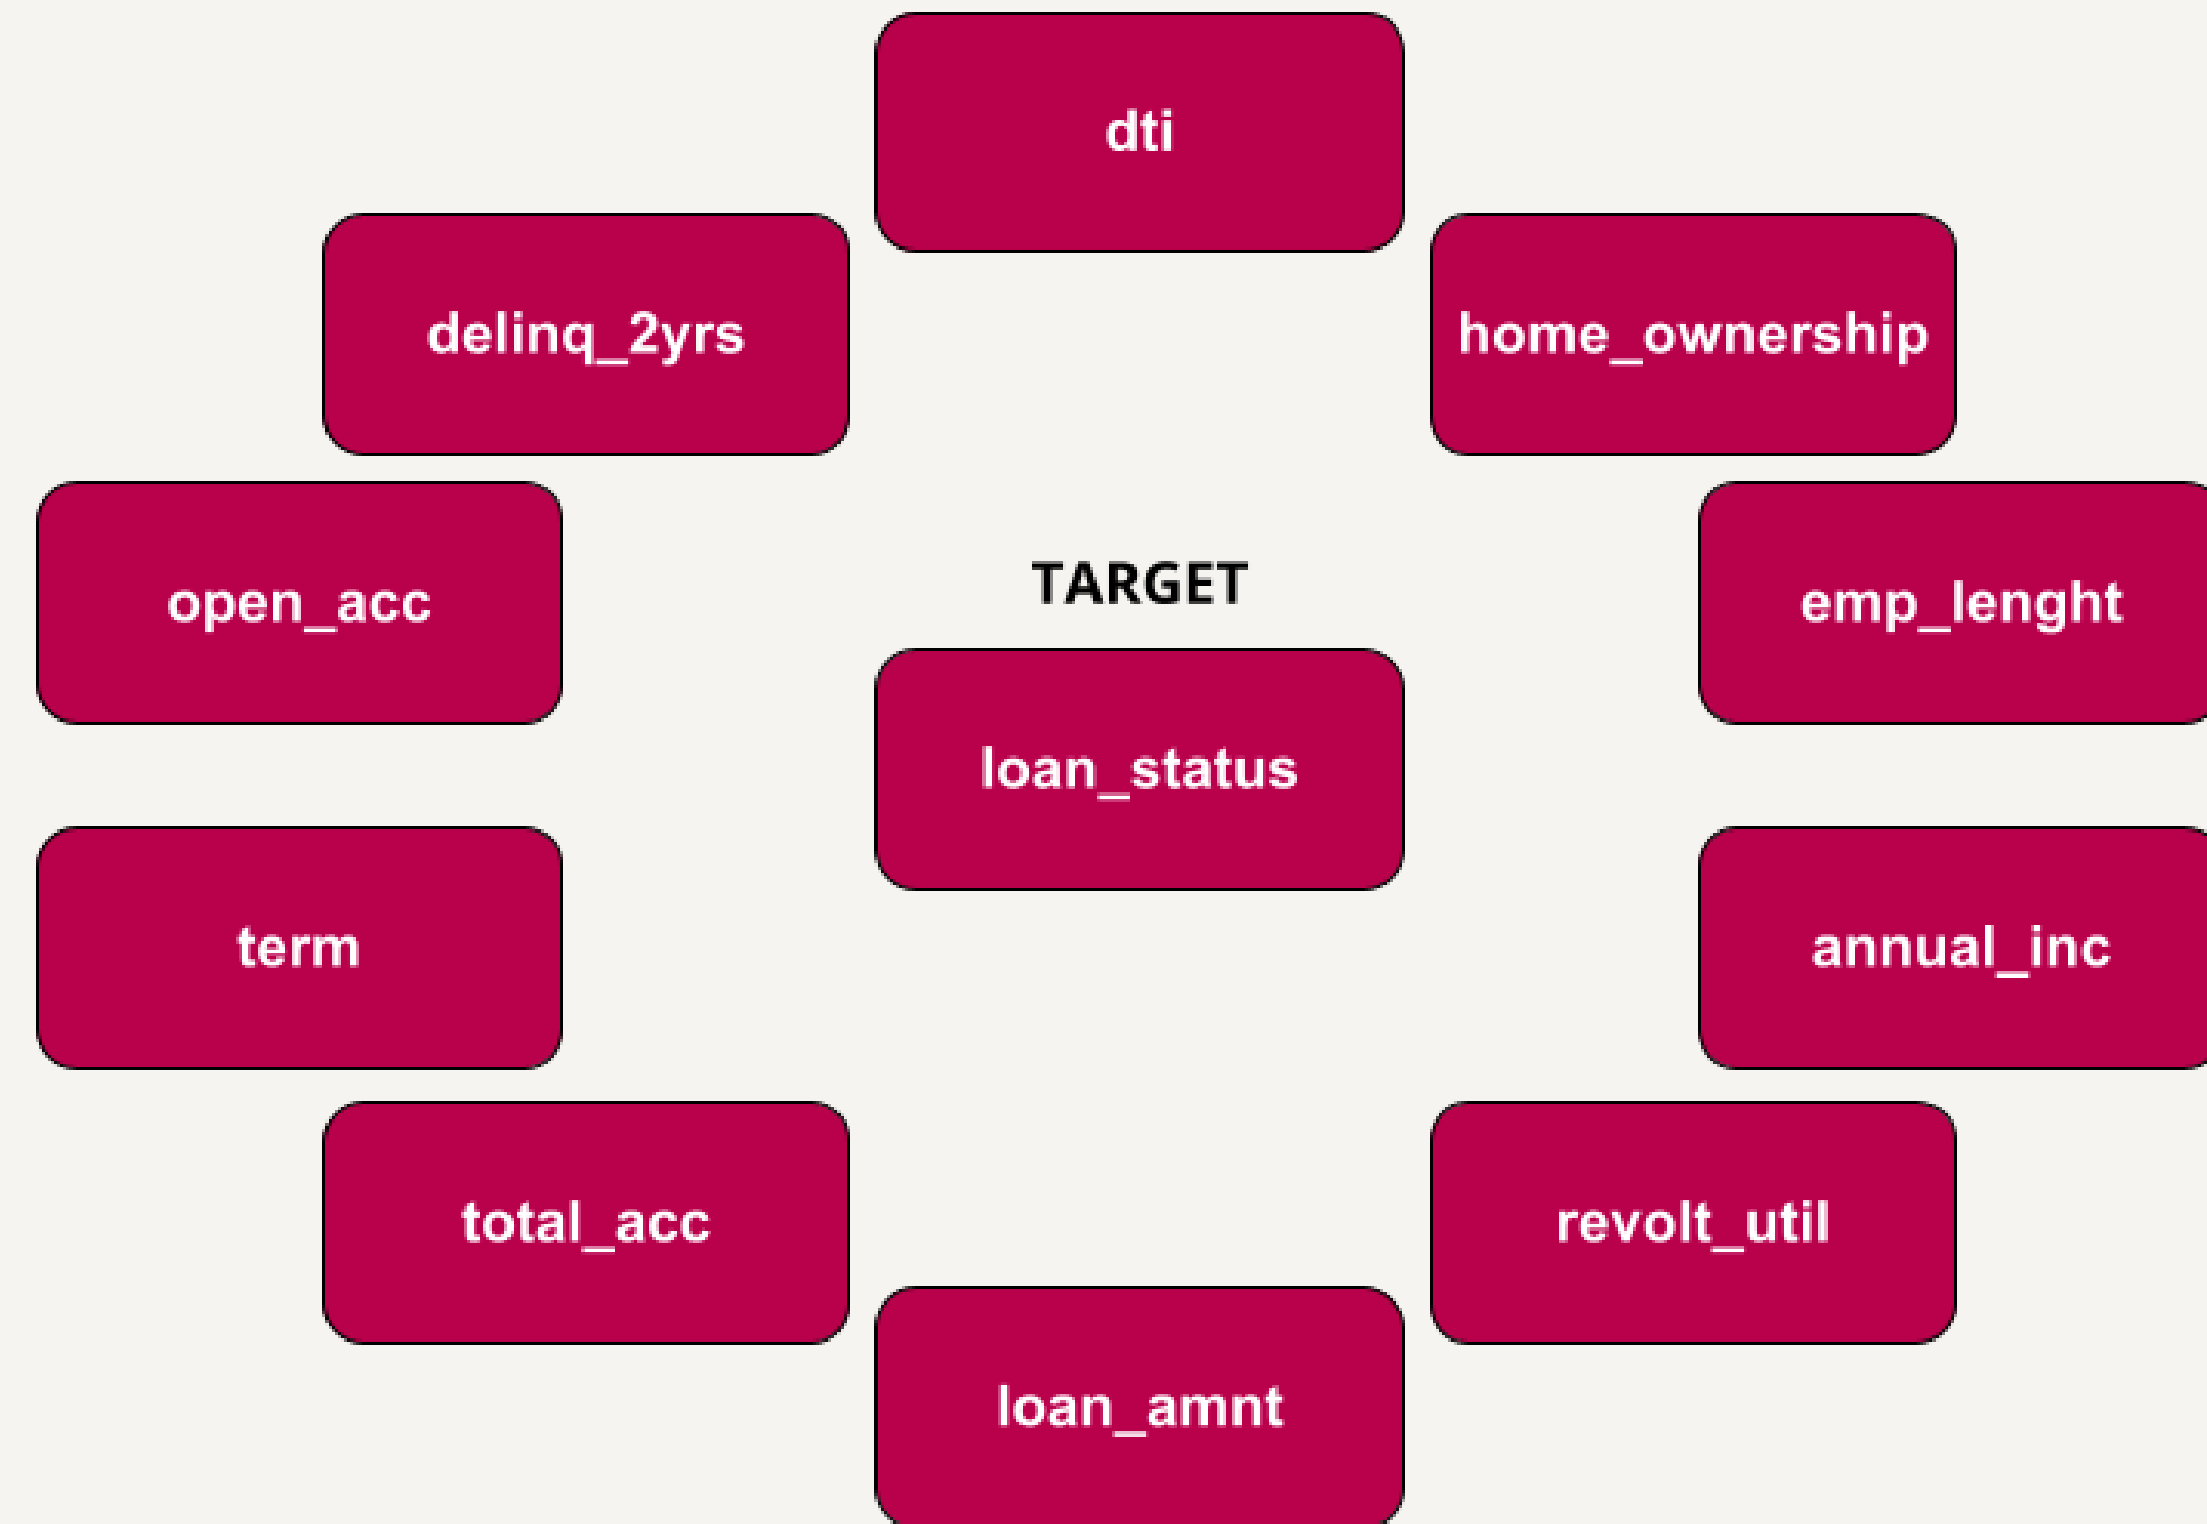 dti
delinq_2yrs
home_ownership
open_acc
TARGET
emp_lenght
loan_status
term
annual_inc
total_acc
revolt_util
loan_amnt